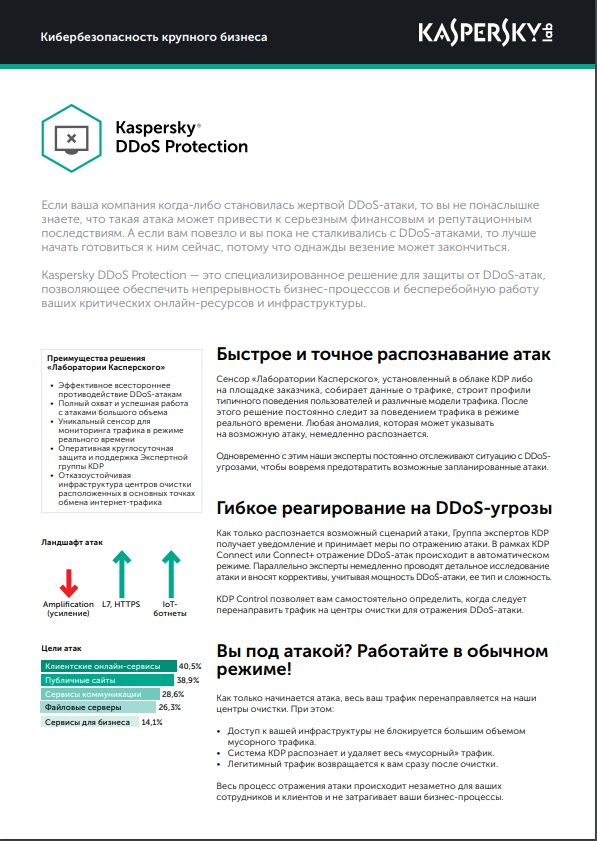 Кибербезопасность крупного бизнеса
KASPERSKY lab
Kaspersky®
DDoS Protection
Если ваша компания когда-либо становилась жертвой DDoS-атаки, то вы не понаслышке
знаете, что такая атака может привести к серьезным финансовым и репутационным
последствиям. А если вам повезло и вы пока не сталкивались с DDoS-атаками, то лучше
начать готовиться к ним сейчас, потому что однажды везение может закончиться.
Kaspersky DDoS Protection — это специализированное решение для защиты от DDoS-атак,
позволяющее обеспечить непрерывность бизнес-процессов и бесперебойную работу
ваших критических онлайн-ресурсов и инфраструктуры.
Преимущества решения
«Лаборатории Касперского»
• Эффективное всестороннее
противодействие DDoS-атакам
• Полный охват и успешная работа
с атаками большого объема
• Уникальный сенсор для
мониторинга трафика в режиме
реального времени
• Оперативная круглосуточная
защита и поддержка Экспертной
группы KDP
• Отказоустойчивая
инфраструктура центров очистки
расположенных в основных точках
обмена интернет-трафика
Ландшафт атак
Amplification
(усиление)
L7, HTTPS
IoT-
ботнеты
Цели атак
Клиентские онлайн-сервисы 40,5%
Публичные сайты 38,9%
Сервисы коммуникации 28,6%
Файловые серверы 26,3%
Сервисы для бизнеса 14,1%
Быстрое и точное распознавание атак
Сенсор «Лаборатории Касперского», установленный в облаке KDP либо
на площадке заказчика, собирает данные о трафике, строит профили
типичного поведения пользователей и различные модели трафика. После
этого решение постоянно следит за поведением трафика в режиме
реального времени. Любая аномалия, которая может указывать
на возможную атаку, немедленно распознается.
Одновременно с этим наши эксперты постоянно отслеживают ситуацию с DDoS-
угрозами, чтобы вовремя предотвратить возможные запланированные атаки.
Гибкое реагирование на DDoS-угрозы
Как только распознается возможный сценарий атаки, Группа экспертов KDP
получает уведомление и принимает меры по отражению атаки. В рамках KDP
Connect или Connect+ отражение DDoS-атак происходит в автоматическом
режиме. Параллельно эксперты немедленно проводят детальное исследование
атаки и вносят коррективы, учитывая мощность DDoS-атаки, ее тип и сложность.
KDP Control позволяет вам самостоятельно определить, когда следует
перенаправить трафик на центры очистки для отражения DDoS-атаки.
Вы под атакой? Работайте в обычном
режиме!
Как только начинается атака, весь ваш трафик перенаправляется на наши
центры очистки. При этом:
• Доступ к вашей инфраструктуры не блокируется большим объемом
мусорного трафика.
• Система KDP распознает и удаляет весь «мусорный» трафик.
• Легитимный трафик возвращается к вам сразу после очистки.
Весь процесс отражения атаки происходит незаметно для ваших
сотрудников и клиентов и не затрагивает ваши бизнес-процессы.